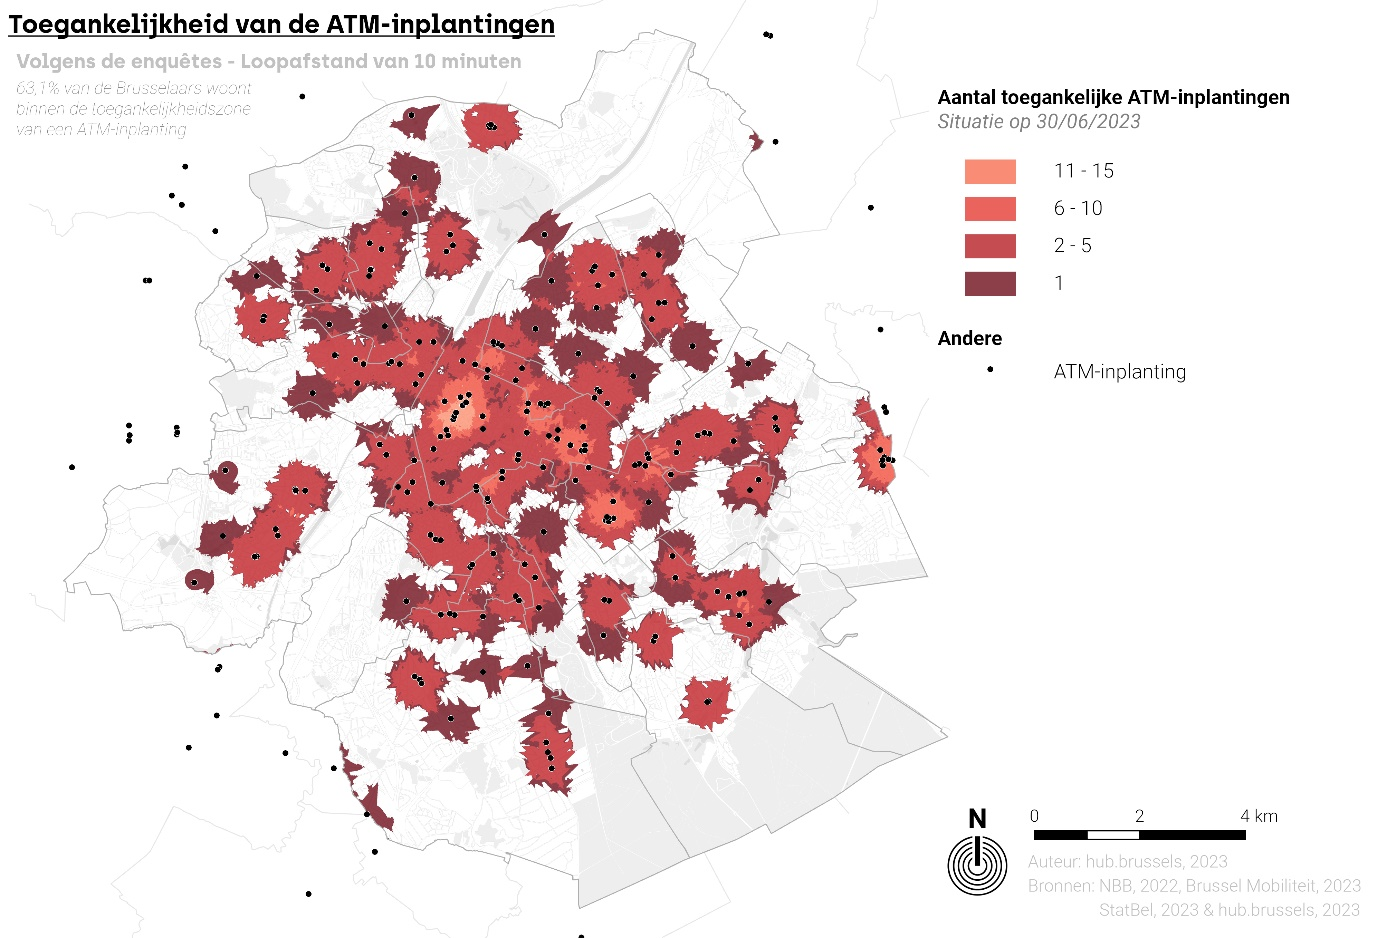 Toegankelijkheid van de ATM-inplantingen
Volgens de enquêtes - Loopafstand van 10 minuten
63,1% van de Brusselaars woont
binnen de toegankelijkheidszone
van een ATM-inplanting
Aantal toegankelijke ATM-inplantingen
Situatie op 30/06/2023
11 - 15
6 - 10
2 - 5
1
Andere
ATM-inplanting
N
0 2 4 km
Auteur: hub.brussels, 2023
Bronnen: NBB, 2022, Brussel Mobiliteit, 2023
StatBel, 2023 & hub.brussels, 2023